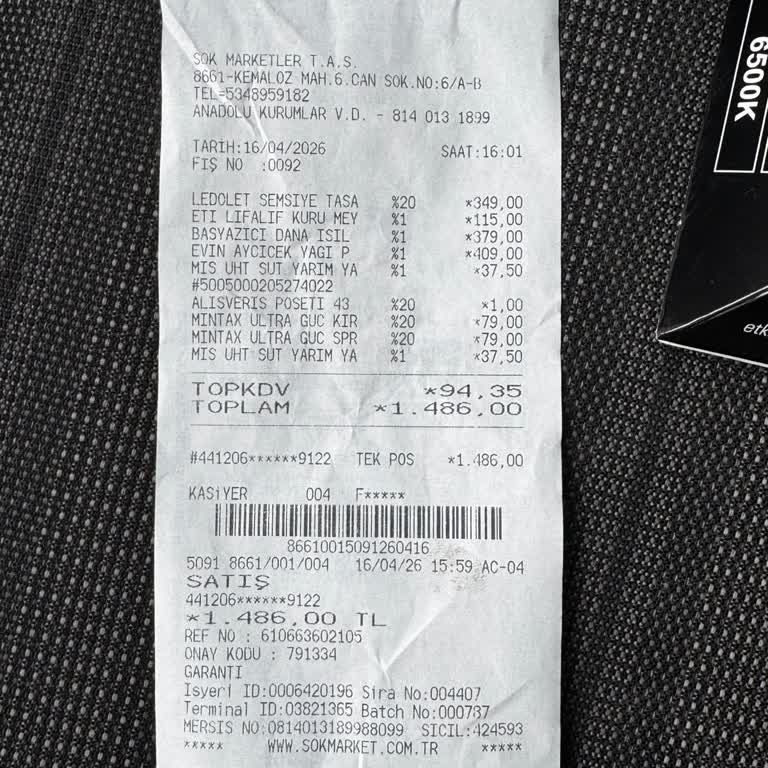 SOK MARKETLER T.A.S.
8661-KEMALOZ MAH.6.CAN SOK.NO:6/A-B
TEL=5348959182
ANADOLU KURUMLAR V.D. - 814 013 1899
TARİH:16/04/2026 SAAT:16:01
FİŞ NO :0092
LEDOLET SEMSIYE TASA %20 *349,00
ETI LIFALIF KURU MEY %1 *115,00
BASYAZICI DANA ISIL %1 *379,00
EVIN AYCICEK YAGI P %1 *409,00
MIS UHT SUT YARIM YA %1 *37,50
#5005000205274022
ALISVERIS POSETI 43 %20 *1,00
MINTAX ULTRA GUC KIR %20 *79,00
MINTAX ULTRA GUC SPR %20 *79,00
MIS UHT SUT YARIM YA %1 *37,50
TOPKDV *94,35
TOPLAM *1.486,00
#441206******9122 TEK POS *1.486,00
KASİYER 004 F*****
86610015091260416
5091 8661/001/004 16/04/26 15:59 AC-04
SATIŞ
441206******9122
*1.486,00 TL
REF NO : 610663602105
ONAY KODU : 791334
GARANTI
Isyeri ID:0006420196 Sira No:004407
Terminal ID:03821365 Batch No:000787
MERSIS NO:0814013189988099 SICIL:424593
***** WWW.SOKMARKET.COM.TR *****
6500K
etk